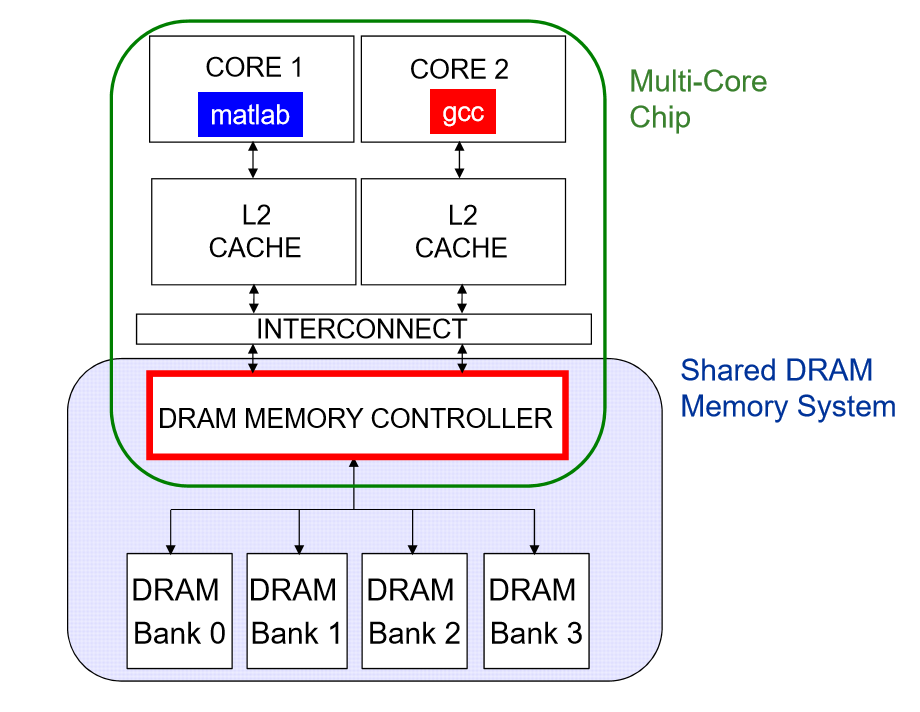 CORE 1
matlab
CORE 2
gcc
Multi-Core
Chip
L2
CACHE
L2
CACHE
INTERCONNECT
Shared DRAM
Memory System
DRAM MEMORY CONTROLLER
DRAM
Bank 0
DRAM
Bank 1
DRAM
Bank 2
DRAM
Bank 3